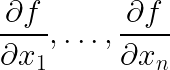 ∂f/∂x₁, …, ∂f/∂xₙ